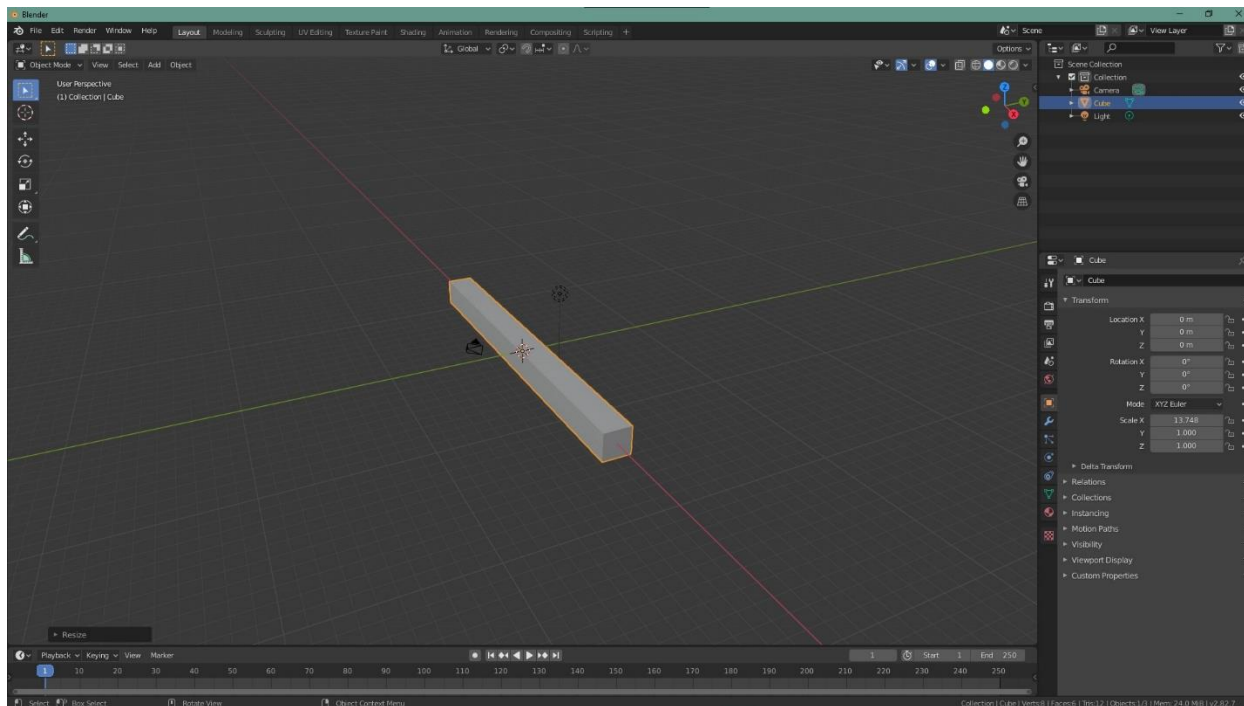 Blender
File Edit Render Window Help Layout Modeling Sculpting UV Editing Texture Paint Shading Animation Rendering Compositing Scripting + Scene View Layer
Global Options
Object Mode View Select Add Object
User Perspective
(1) Collection | Cube
Z
Y
X
Scene Collection
Collection
Camera
Cube
Light
Cube
Cube
Transform
Location X 0 m
Y 0 m
Z 0 m
Rotation X 0°
Y 0°
Z 0°
Mode XYZ Euler
Scale X 13.748
Y 1.000
Z 1.000
Delta Transform
Relations
Collections
Instancing
Motion Paths
Visibility
Viewport Display
Custom Properties
Resize
Playback Keying View Marker 1 Start 1 End 250
1 10 20 30 40 50 60 70 80 90 100 110 120 130 140 150 160 170 180 190 200 210 220 230 240 250
Select Box Select Rotate View Object Context Menu Collection | Cube | Verts:8 | Faces:6 | Tris:12 | Objects:1/3 | Mem: 24.0 MiB | v2.82.7